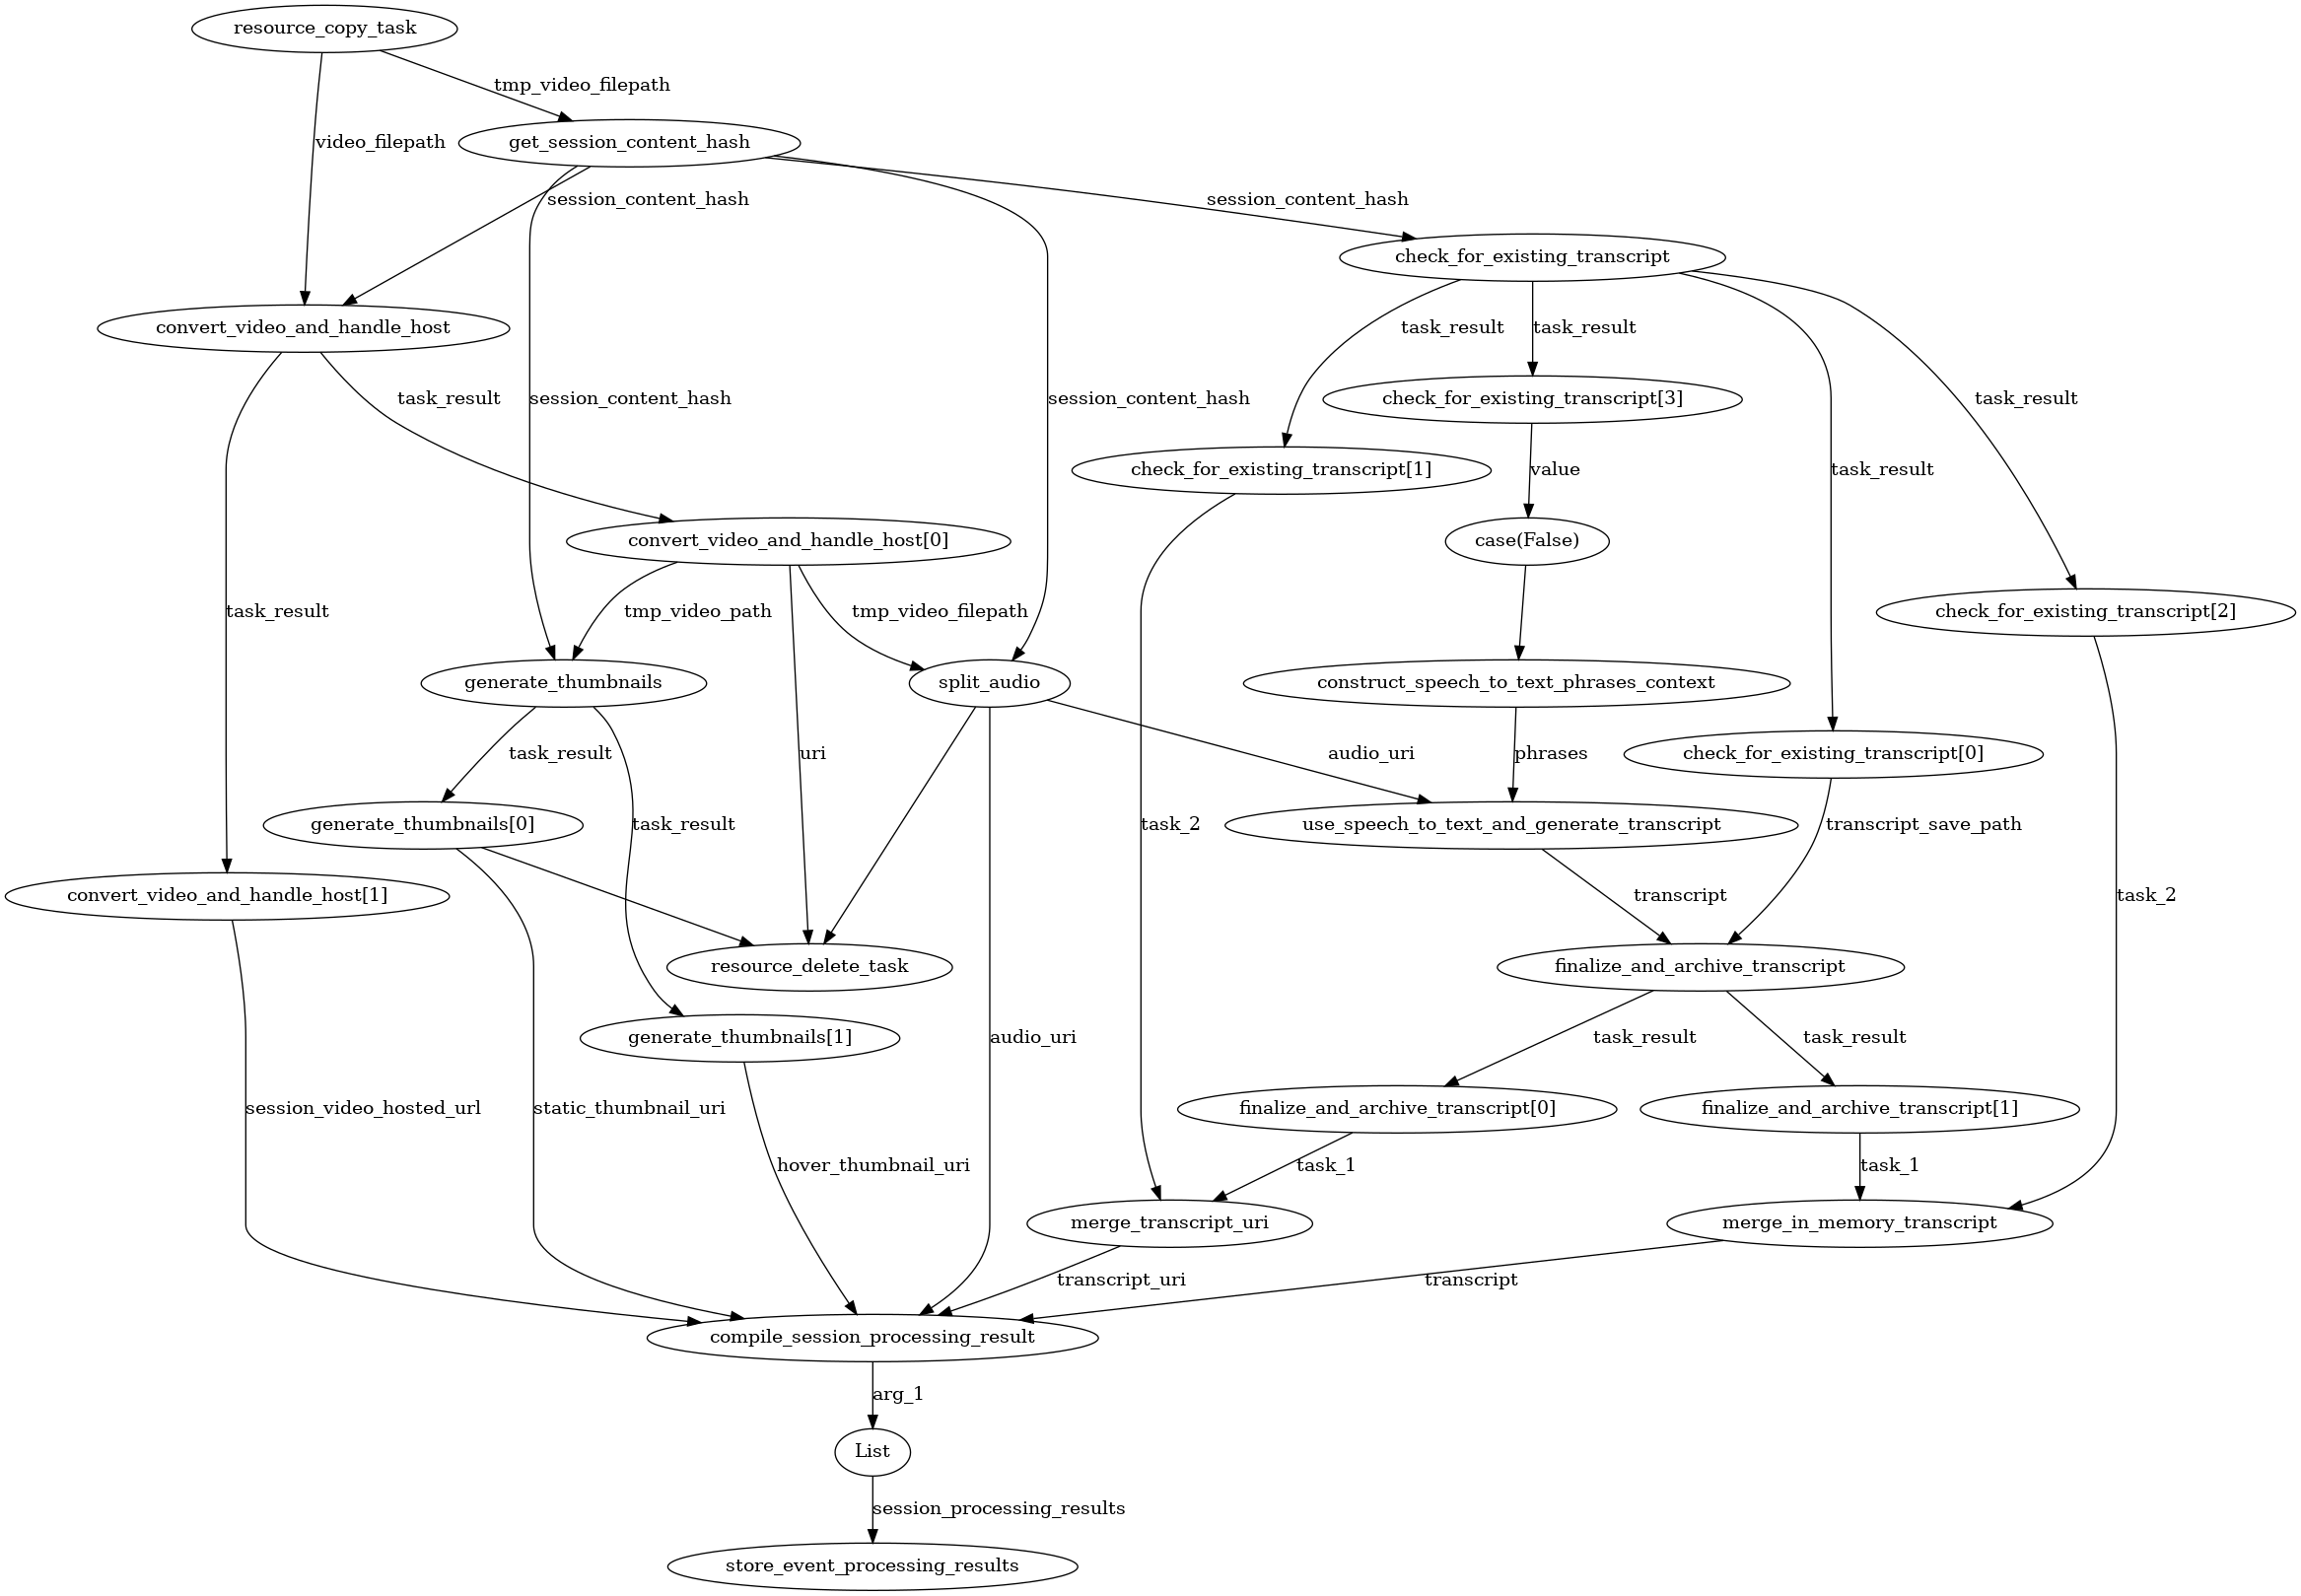 resource_copy_task
tmp_video_filepath
video_filepath
get_session_content_hash
session_content_hash
session_content_hash
check_for_existing_transcript
convert_video_and_handle_host
task_result
task_result
task_result
session_content_hash
session_content_hash
check_for_existing_transcript[3]
task_result
check_for_existing_transcript[1]
value
task_result
convert_video_and_handle_host[0]
case(False)
task_result
tmp_video_path
tmp_video_filepath
check_for_existing_transcript[2]
generate_thumbnails
split_audio
construct_speech_to_text_phrases_context
task_result
uri
audio_uri
phrases
check_for_existing_transcript[0]
generate_thumbnails[0]
task_result
task_2
use_speech_to_text_and_generate_transcript
transcript_save_path
convert_video_and_handle_host[1]
transcript
task_2
resource_delete_task
finalize_and_archive_transcript
generate_thumbnails[1]
audio_uri
task_result
task_result
session_video_hosted_url
static_thumbnail_uri
finalize_and_archive_transcript[0]
finalize_and_archive_transcript[1]
hover_thumbnail_uri
task_1
task_1
merge_transcript_uri
merge_in_memory_transcript
transcript_uri
transcript
compile_session_processing_result
arg_1
List
session_processing_results
store_event_processing_results